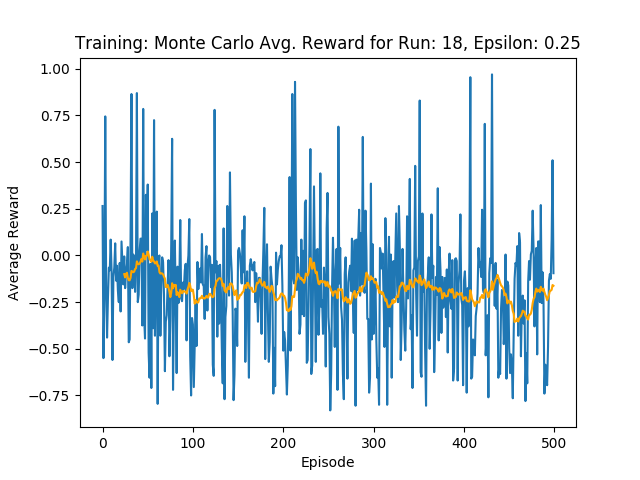 Training: Monte Carlo Avg. Reward for Run: 18, Epsilon: 0.25
1.00
0.75
0.50
0.25
0.00
−0.25
−0.50
−0.75
Average Reward
0 100 200 300 400 500
Episode